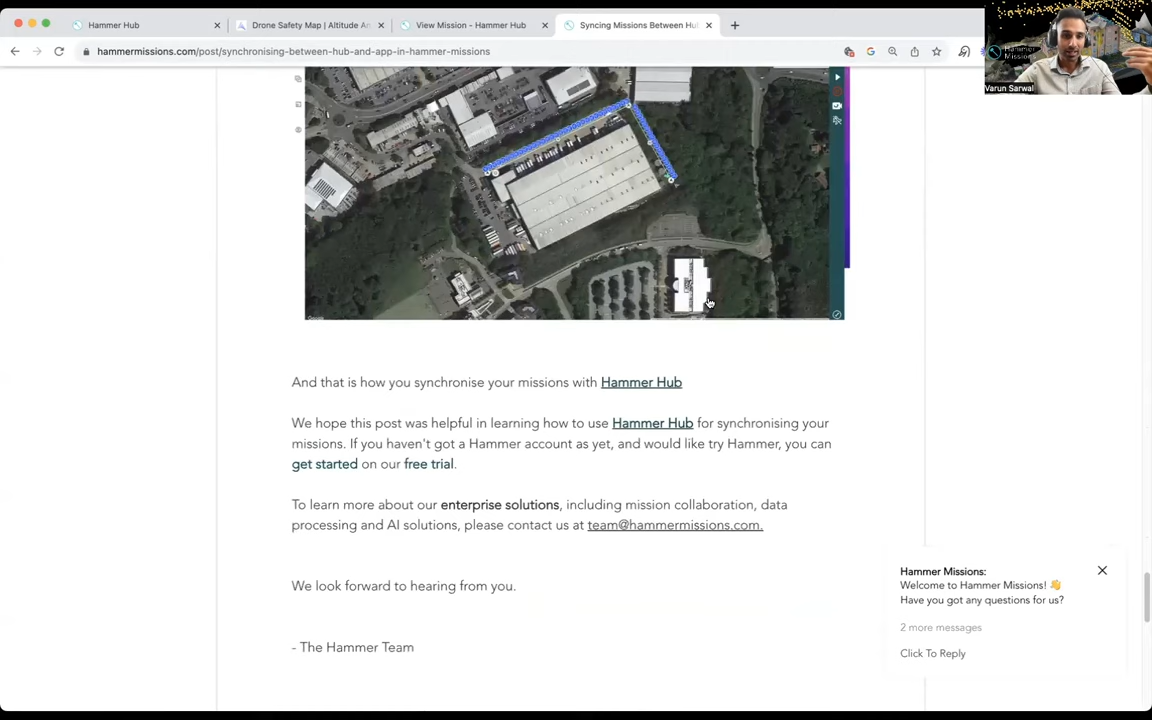 Hammer Hub
Drone Safety Map | Altitude An
View Mission - Hammer Hub
Syncing Missions Between Hub
hammermissions.com/post/synchronising-between-hub-and-app-in-hammer-missions
Hammer
Missions
Varun Sarwal
And that is how you synchronise your missions with Hammer Hub
We hope this post was helpful in learning how to use Hammer Hub for synchronising your
missions. If you haven't got a Hammer account as yet, and would like try Hammer, you can
get started on our free trial.
To learn more about our enterprise solutions, including mission collaboration, data
processing and AI solutions, please contact us at team@hammermissions.com.
We look forward to hearing from you.
- The Hammer Team
Hammer Missions:
Welcome to Hammer Missions! 👋
Have you got any questions for us?
2 more messages
Click To Reply